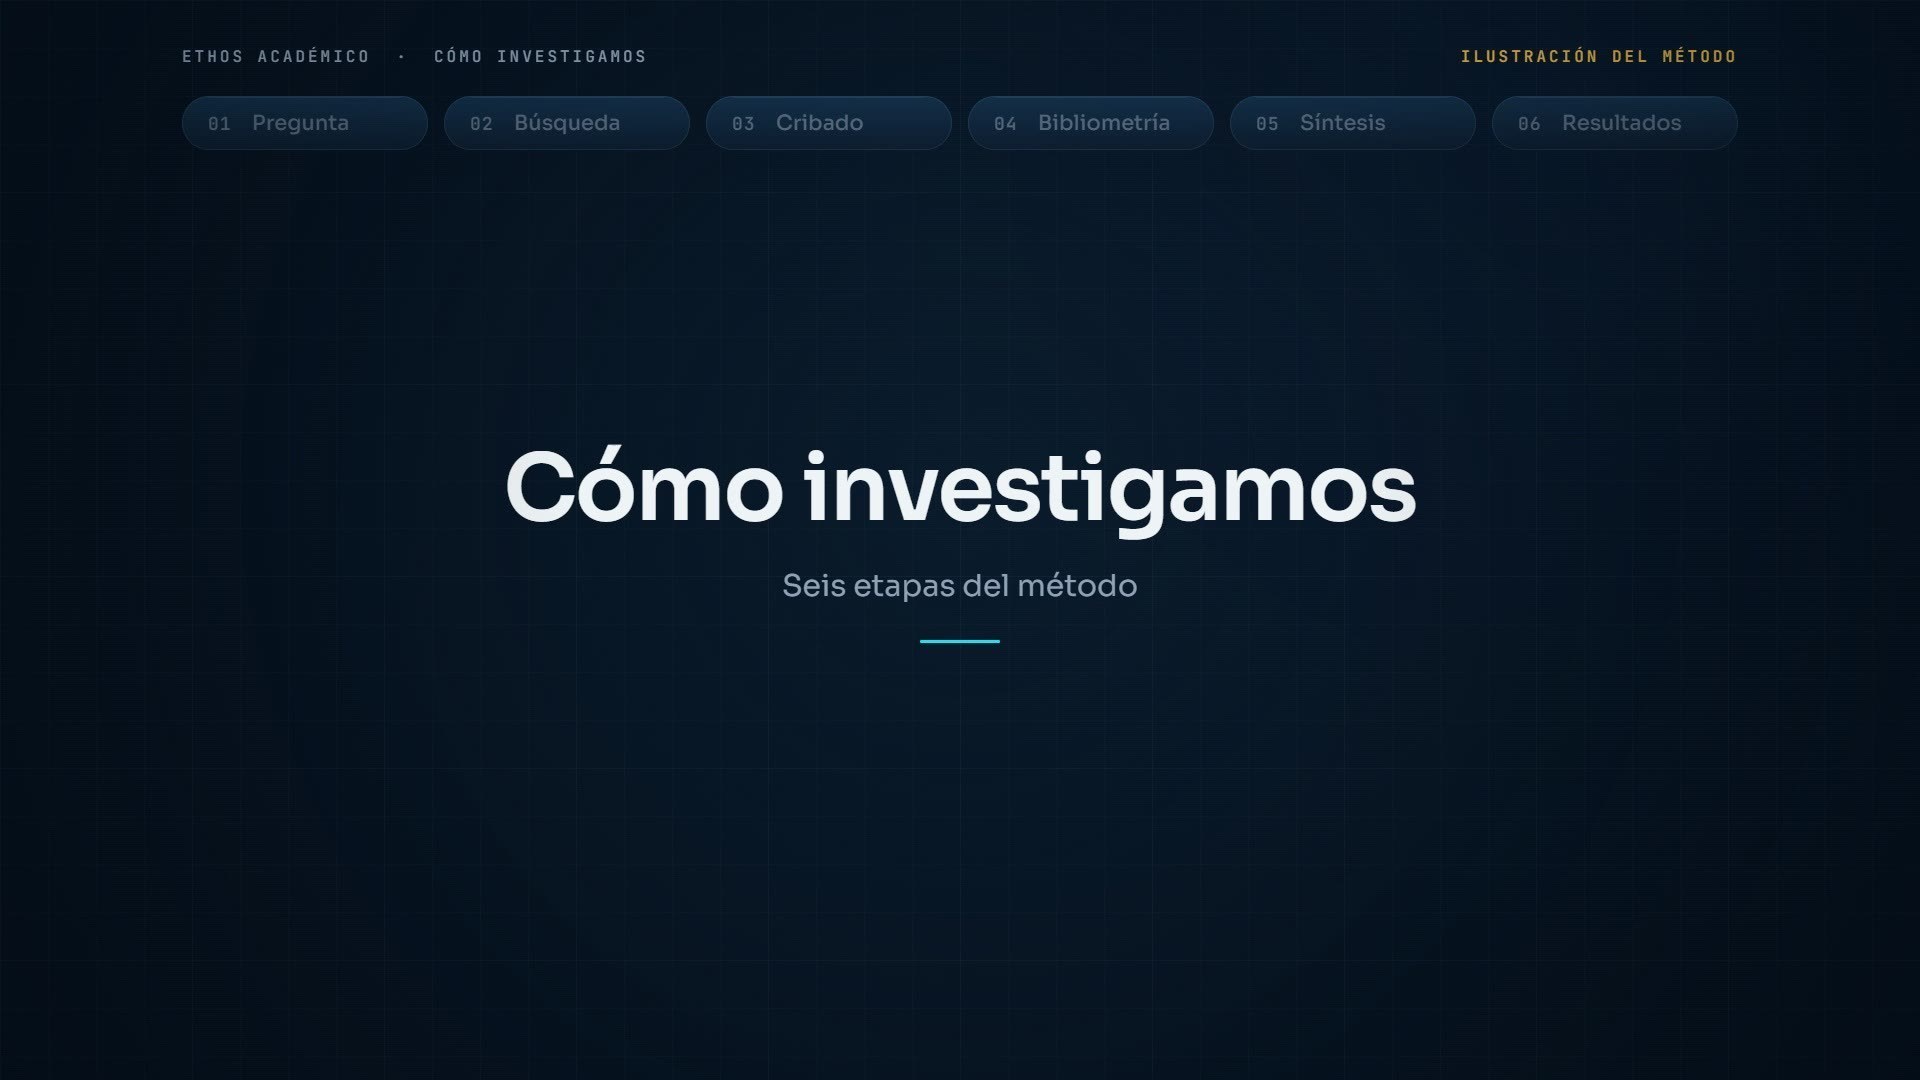 ETHOS ACADÉMICO · CÓMO INVESTIGAMOS
ILUSTRACIÓN DEL MÉTODO
01 Pregunta
02 Búsqueda
03 Cribado
04 Bibliometría
05 Síntesis
06 Resultados
Cómo investigamos
Seis etapas del método